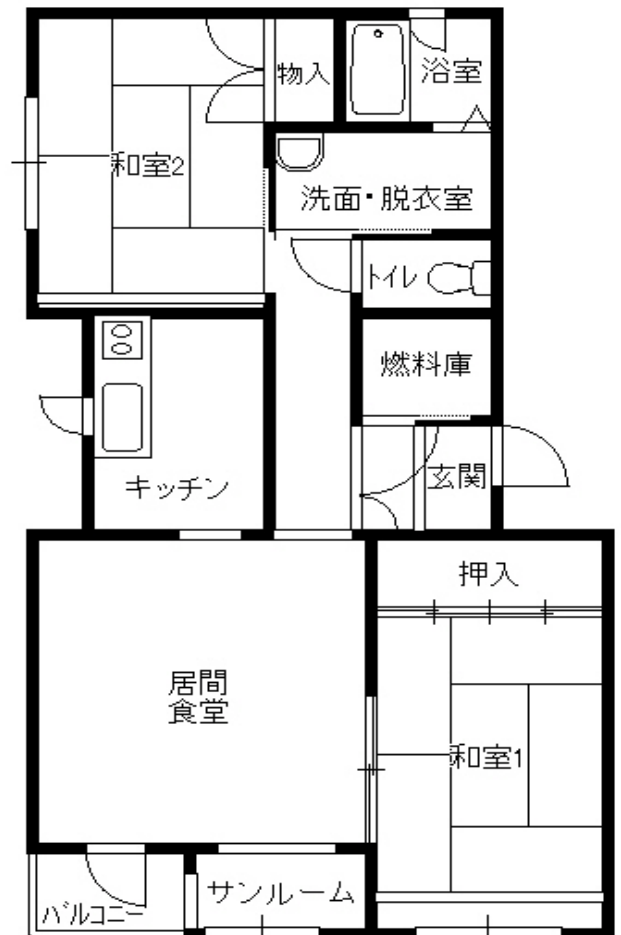 物入
浴室
和室2
洗面・脱衣室
トイレ
燃料庫
キッチン
玄関
押入
居間
食堂
和室1
バルコニー
サンルーム